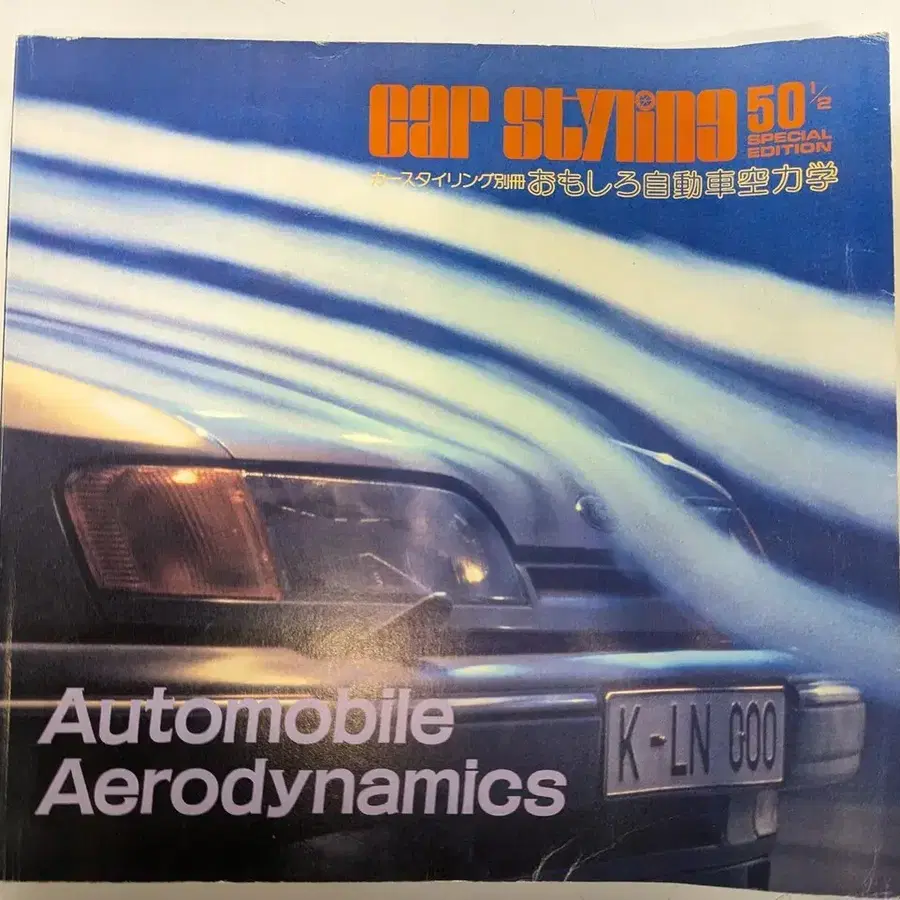 car styling 50 1/2
SPECIAL
EDITION
カースタイリング別冊 おもしろ自動車空力学
K-LN 000
Automobile
Aerodynamics